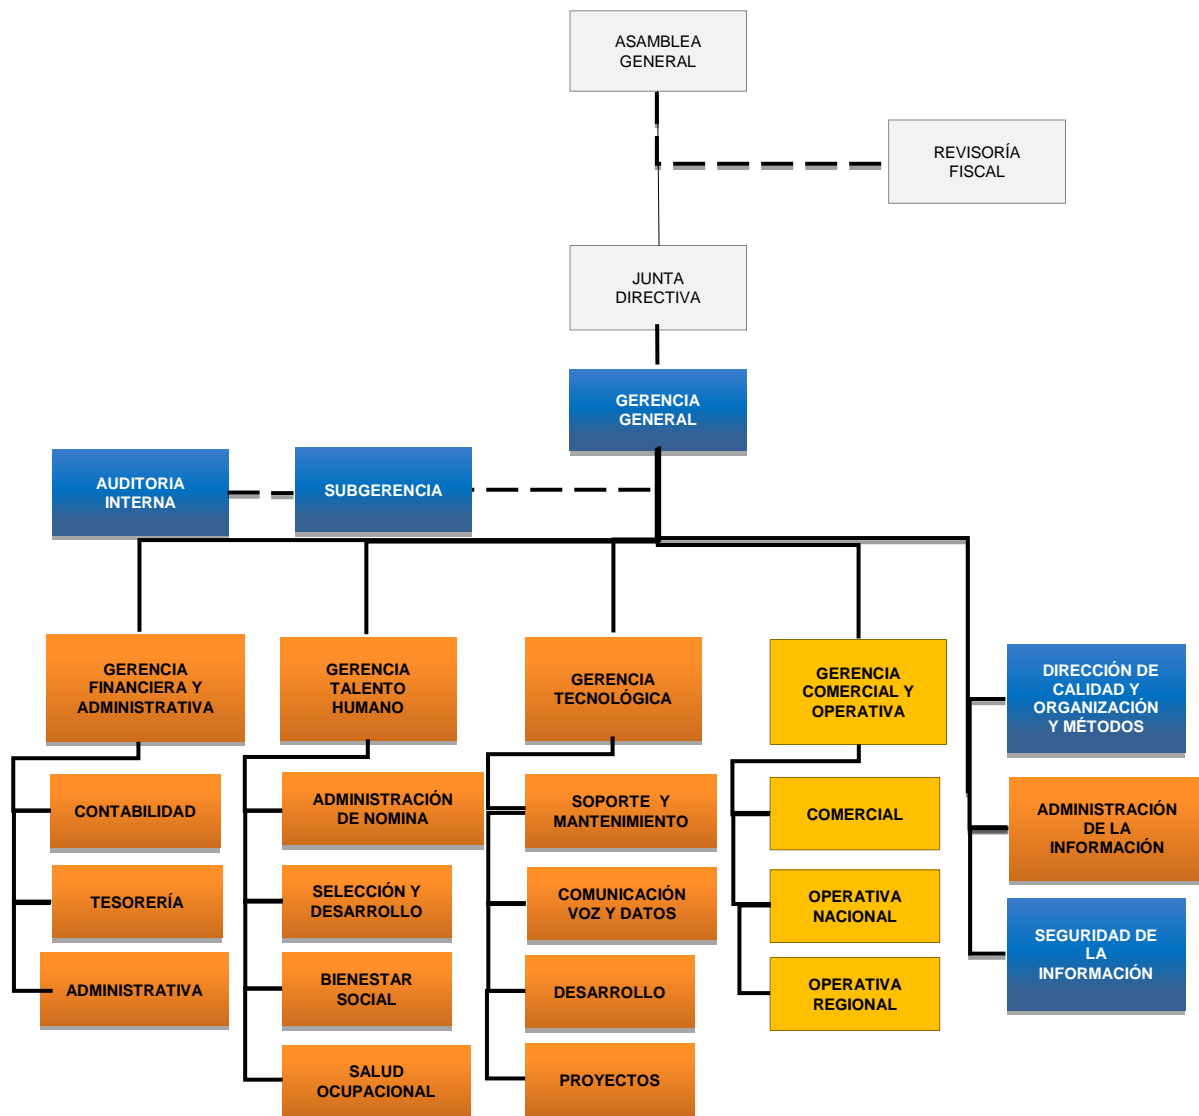 ASAMBLEA
GENERAL
REVISORÍA
FISCAL
JUNTA
DIRECTIVA
GERENCIA
GENERAL
AUDITORIA
INTERNA
SUBGERENCIA
GERENCIA
FINANCIERA Y
ADMINISTRATIVA
GERENCIA
TALENTO
HUMANO
GERENCIA
TECNOLÓGICA
GERENCIA
COMERCIAL Y
OPERATIVA
DIRECCIÓN DE
CALIDAD Y
ORGANIZACIÓN
Y MÉTODOS
CONTABILIDAD
ADMINISTRACIÓN
DE NOMINA
SOPORTE Y
MANTENIMIENTO
COMERCIAL
ADMINISTRACIÓN
DE LA
INFORMACIÓN
TESORERÍA
SELECCIÓN Y
DESARROLLO
COMUNICACIÓN
VOZ Y DATOS
OPERATIVA
NACIONAL
SEGURIDAD DE
LA
INFORMACIÓN
ADMINISTRATIVA
BIENESTAR
SOCIAL
DESARROLLO
OPERATIVA
REGIONAL
SALUD
OCUPACIONAL
PROYECTOS